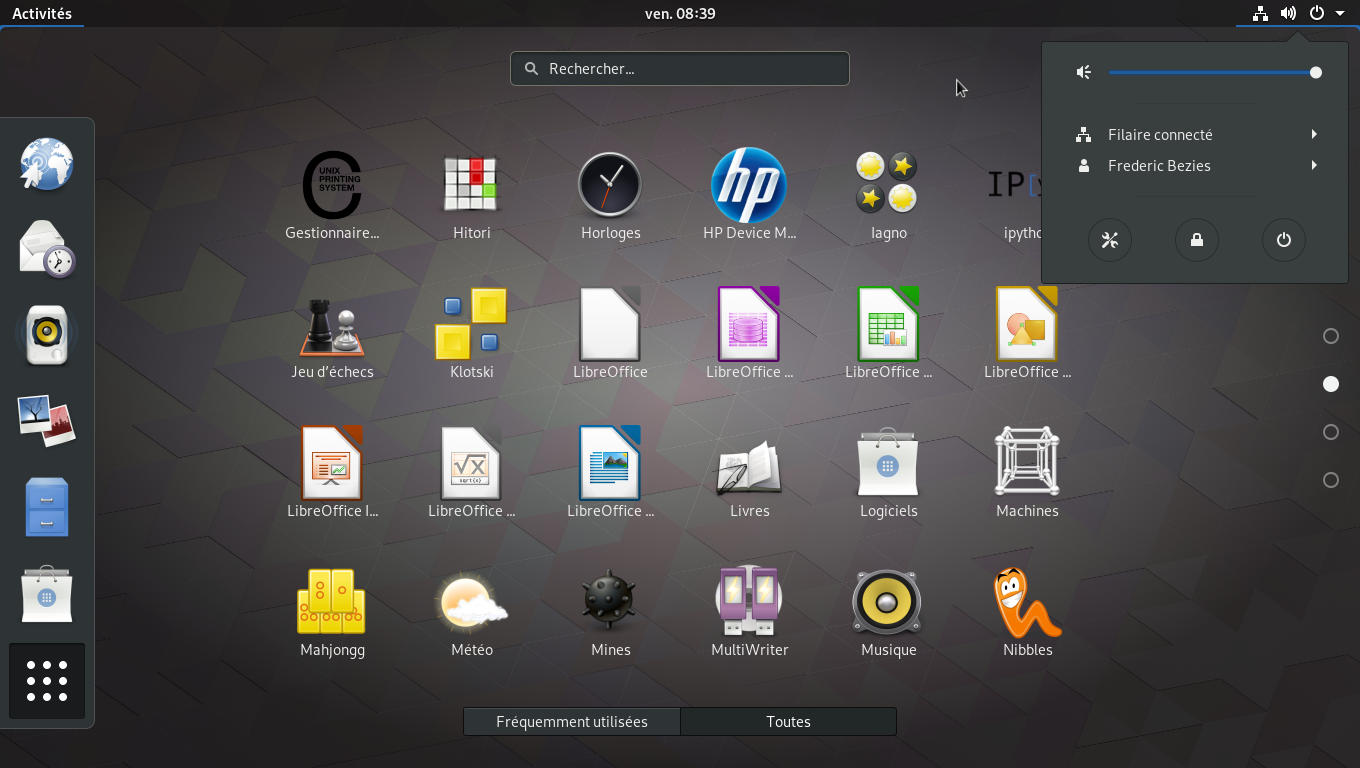 Activités
ven. 08:39
Rechercher...
Filaire connecté
Frederic Bezies
UNIX
PRINTING
SYSTEM
hp
IP[y
Gestionnaire...
Hitori
Horloges
HP Device M...
Iagno
ipytho
Jeu d'échecs
Klotski
LibreOffice
LibreOffice ...
LibreOffice ...
LibreOffice ...
√X
sqrt(x)
LibreOffice I...
LibreOffice ...
LibreOffice ...
Livres
Logiciels
Machines
Mahjongg
Météo
Mines
MultiWriter
Musique
Nibbles
Fréquemment utilisées
Toutes